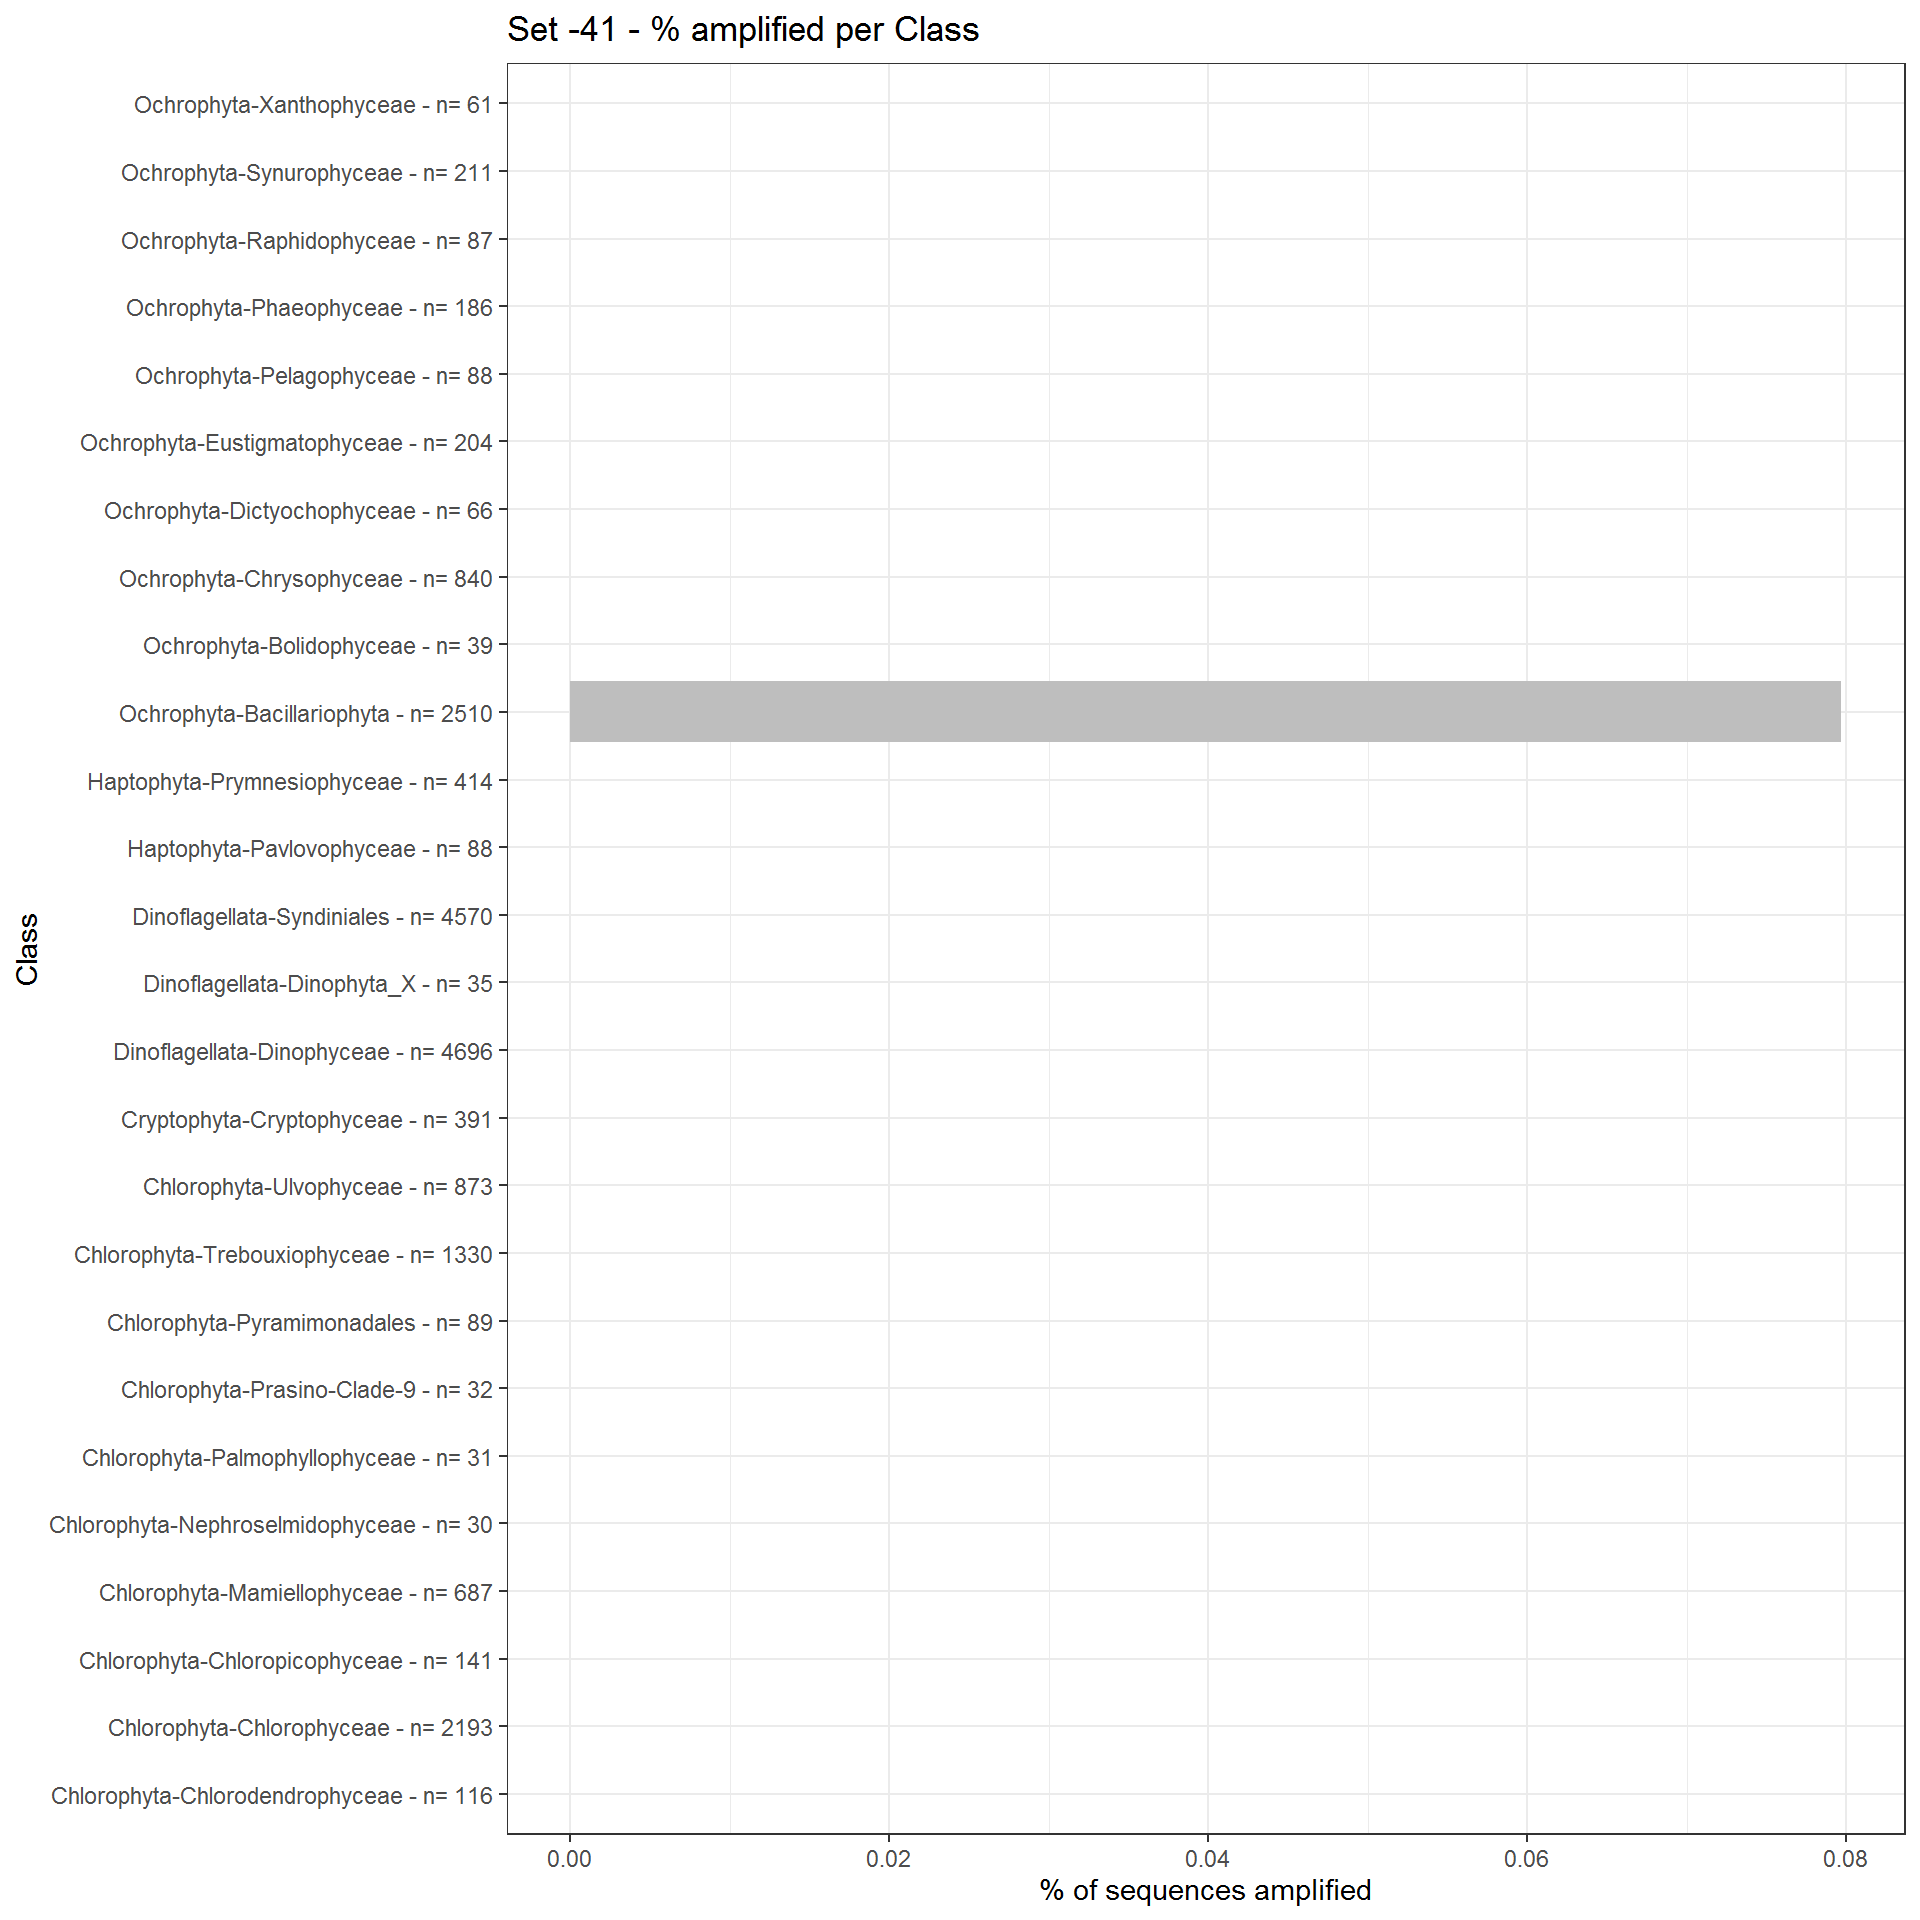 Set -41 - % amplified per Class
Ochrophyta-Xanthophyceae - n= 61
Ochrophyta-Synurophyceae - n= 211
Ochrophyta-Raphidophyceae - n= 87
Ochrophyta-Phaeophyceae - n= 186
Ochrophyta-Pelagophyceae - n= 88
Ochrophyta-Eustigmatophyceae - n= 204
Ochrophyta-Dictyochophyceae - n= 66
Ochrophyta-Chrysophyceae - n= 840
Ochrophyta-Bolidophyceae - n= 39
Ochrophyta-Bacillariophyta - n= 2510
Haptophyta-Prymnesiophyceae - n= 414
Haptophyta-Pavlovophyceae - n= 88
Dinoflagellata-Syndiniales - n= 4570
Dinoflagellata-Dinophyta_X - n= 35
Dinoflagellata-Dinophyceae - n= 4696
Cryptophyta-Cryptophyceae - n= 391
Chlorophyta-Ulvophyceae - n= 873
Chlorophyta-Trebouxiophyceae - n= 1330
Chlorophyta-Pyramimonadales - n= 89
Chlorophyta-Prasino-Clade-9 - n= 32
Chlorophyta-Palmophyllophyceae - n= 31
Chlorophyta-Nephroselmidophyceae - n= 30
Chlorophyta-Mamiellophyceae - n= 687
Chlorophyta-Chloropicophyceae - n= 141
Chlorophyta-Chlorophyceae - n= 2193
Chlorophyta-Chlorodendrophyceae - n= 116
Class
0.00 0.02 0.04 0.06 0.08
% of sequences amplified